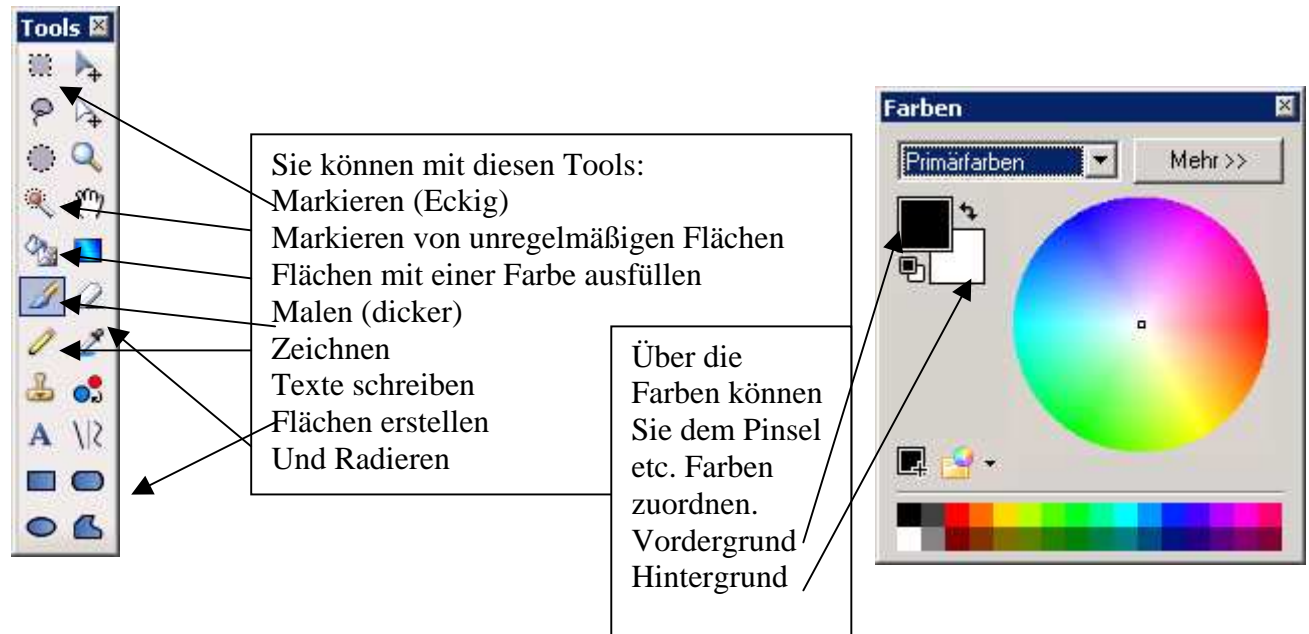 Tools
A
Sie können mit diesen Tools:
Markieren (Eckig)
Markieren von unregelmäßigen Flächen
Flächen mit einer Farbe ausfüllen
Malen (dicker)
Zeichnen
Texte schreiben
Flächen erstellen
Und Radieren
Über die
Farben können
Sie dem Pinsel
etc. Farben
zuordnen.
Vordergrund
Hintergrund
Farben
Primärfarben
Mehr >>